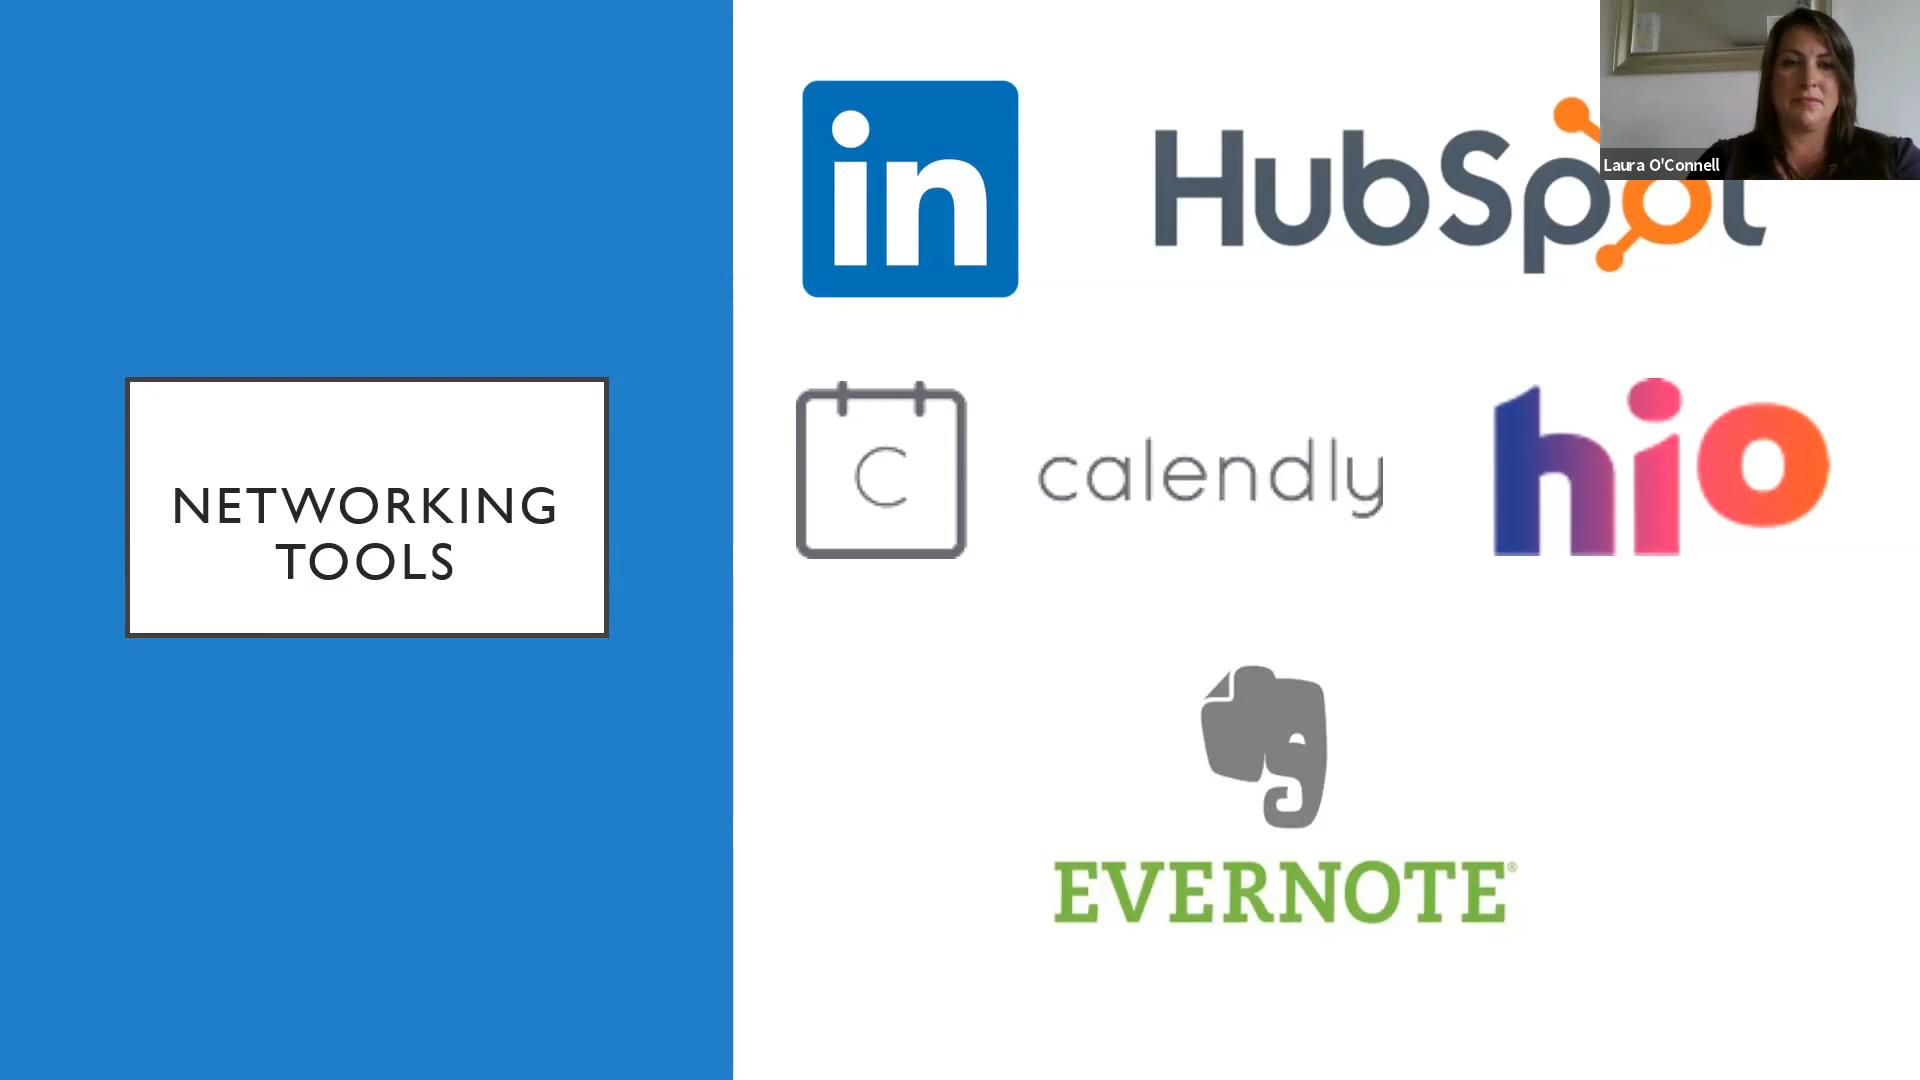 NETWORKING
TOOLS
in
HubSpot
Laura O'Connell
C
calendly
hio
EVERNOTE®